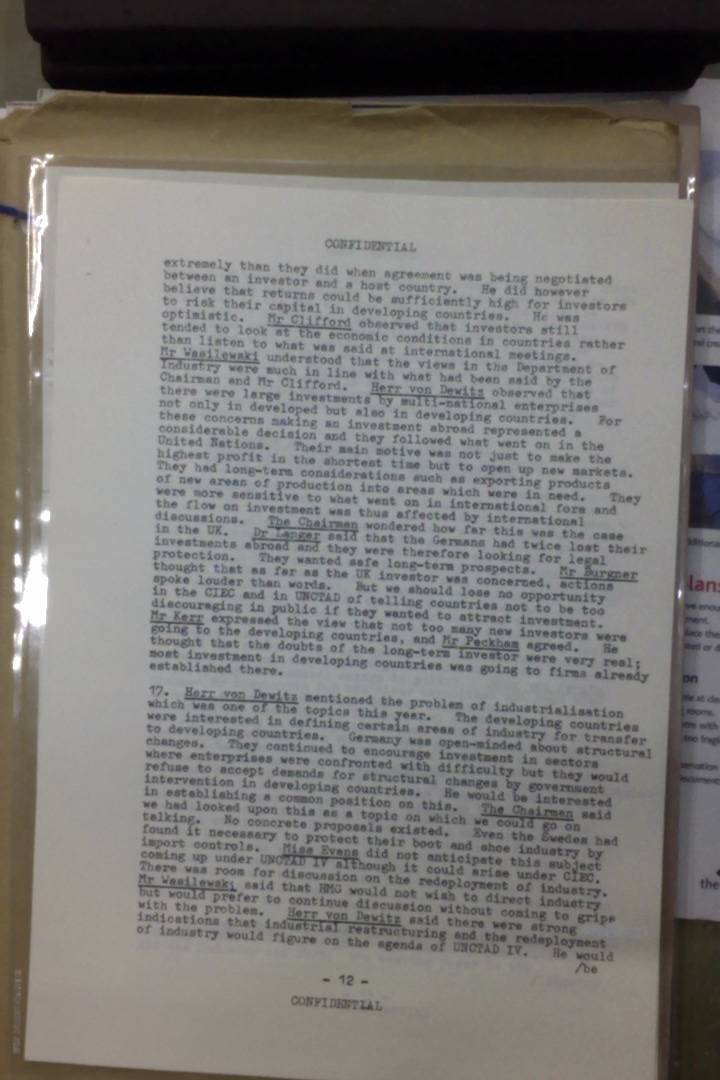 CONFIDENTIAL
extremely than they did when agreement was being negotiated
between an investor and a host country. He did however
believe that returns could be sufficiently high for investors
to risk their capital in developing countries. He was
optimistic. Mr Clifford observed that investors still
tended to look at the economic conditions in countries rather
than listen to what was said at international meetings.
Mr Wasilewski understood that the views in the Department of
Industry were much in line with what had been said by the
Chairman and Mr Clifford. Herr von Dewitz observed that
there were large investments by multi-national enterprises
not only in developed but also in developing countries. For
these concerns making an investment abroad represented a
considerable decision and they followed what went on in the
United Nations. Their main motive was not just to make the
highest profit in the shortest time but to open up new markets.
They had long-term considerations such as exporting products
of new areas of production into areas which were in need. They
were more sensitive to what went on in international fora and
the flow on investment was thus affected by international
discussions. The Chairman wondered how far this was the case
in the UK. Dr Langer said that the Germans had twice lost their
investments abroad and they were therefore looking for legal
protection. They wanted safe long-term prospects. Mr Burgner
thought that as far as the UK investor was concerned, actions
spoke louder than words. But we should lose no opportunity
in the CIEC and in UNCTAD of telling countries not to be too
discouraging in public if they wanted to attract investment.
Mr Kerr expressed the view that not too many new investors were
going to the developing countries, and Mr Peckham agreed. He
thought that the doubts of the long-term investor were very real;
most investment in developing countries was going to firms already
established there.
17. Herr von Dewitz mentioned the problem of industrialisation
which was one of the topics this year. The developing countries
were interested in defining certain areas of industry for transfer
to developing countries. Germany was open-minded about structural
changes. They continued to encourage investment in sectors
where enterprises were confronted with difficulty but they would
refuse to accept demands for structural changes by government
intervention in developing countries. He would be interested
in establishing a common position on this. The Chairman said
we had looked upon this as a topic on which we could go on
talking. No concrete proposals existed. Even the Swedes had
found it necessary to protect their boot and shoe industry by
import controls. Miss Evans did not anticipate this subject
coming up under UNCTAD IV although it could arise under CIEC.
There was room for discussion on the redeployment of industry.
Mr Wasilewski said that HMG would not wish to direct industry
but would prefer to continue discussion without coming to grips
with the problem. Herr von Dewitz said there were strong
indications that industrial restructuring and the redeployment
of industry would figure on the agenda of UNCTAD IV. He would
/be
- 12 -
CONFIDENTIAL